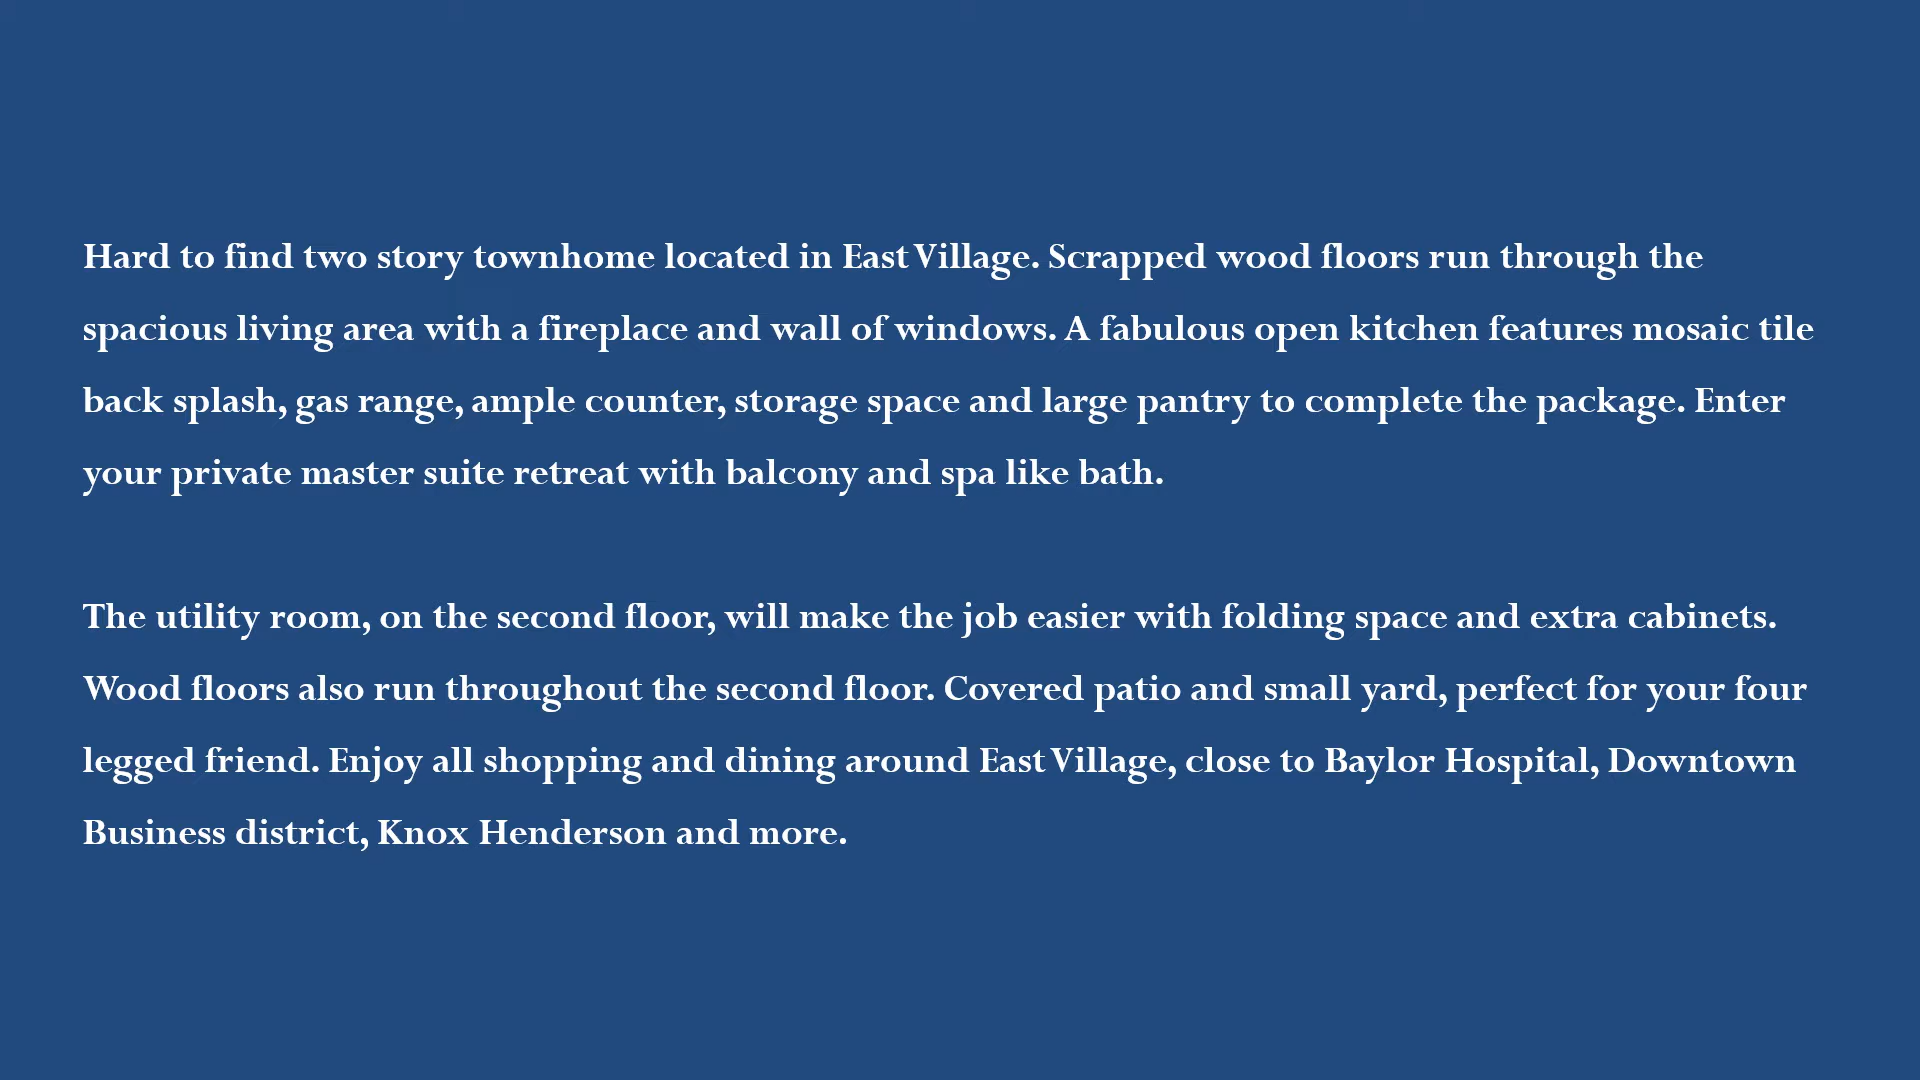 Hard to find two story townhome located in East Village. Scrapped wood floors run through the
spacious living area with a fireplace and wall of windows. A fabulous open kitchen features mosaic tile
back splash, gas range, ample counter, storage space and large pantry to complete the package. Enter
your private master suite retreat with balcony and spa like bath.
The utility room, on the second floor, will make the job easier with folding space and extra cabinets.
Wood floors also run throughout the second floor. Covered patio and small yard, perfect for your four
legged friend. Enjoy all shopping and dining around East Village, close to Baylor Hospital, Downtown
Business district, Knox Henderson and more.